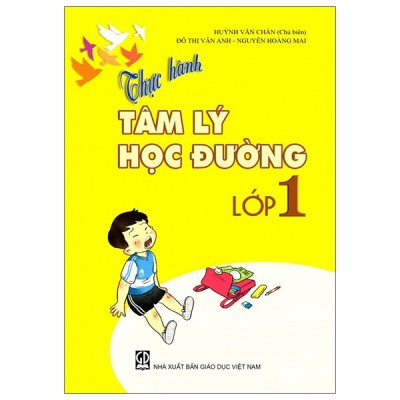 HUỲNH VĂN CHẨN (Chủ biên)
ĐỖ THỊ VÂN ANH - NGUYỄN HOÀNG MAI
Thực hành
TÂM LÝ
HỌC ĐƯỜNG
LỚP 1
NHÀ XUẤT BẢN GIÁO DỤC VIỆT NAM